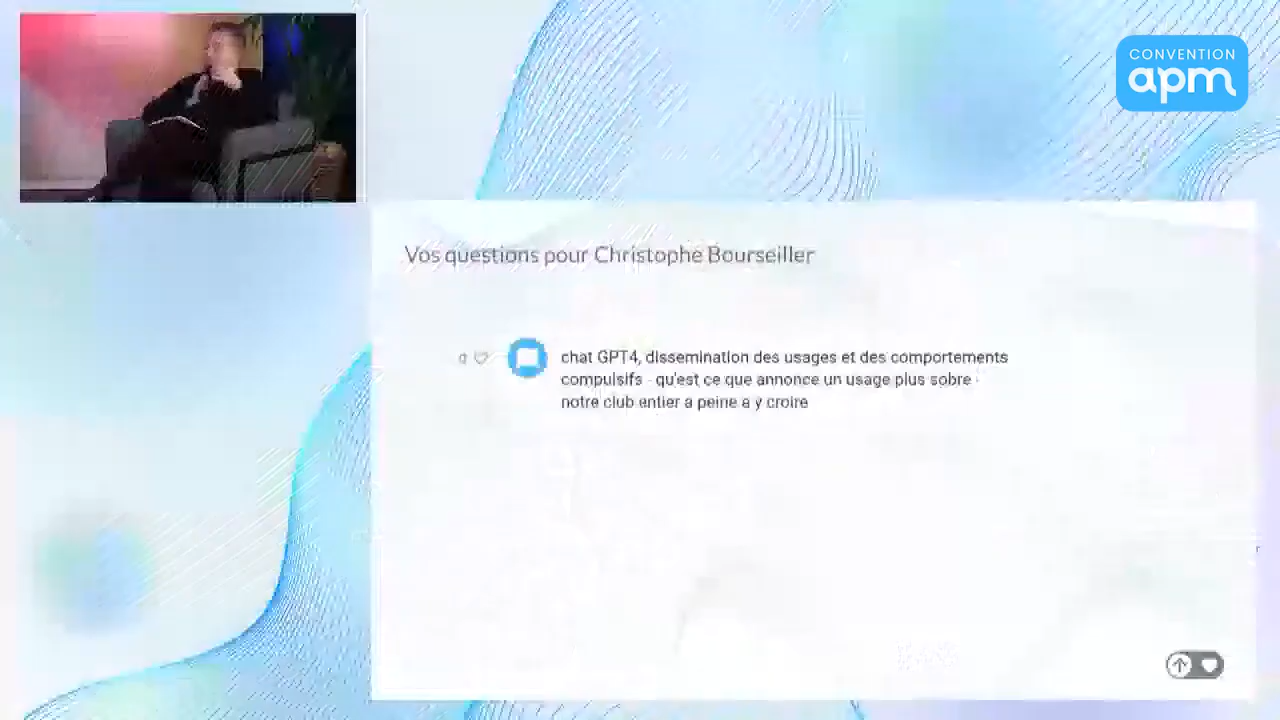 CONVENTION
apm
Vos questions pour Christophe Bourseiller
0
chat GPT4, dissemination des usages et des comportements
compulsifs - qu'est ce que annonce un usage plus sobre -
notre club entier a peine a y croire